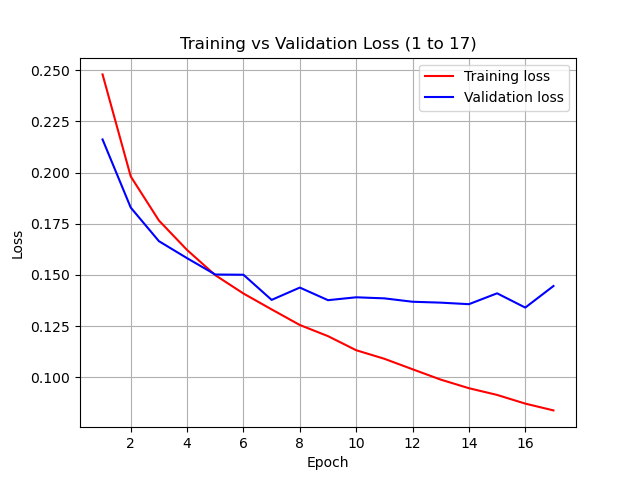 Training vs Validation Loss (1 to 17)
Training loss
Validation loss
0.250
0.225
0.200
0.175
0.150
0.125
0.100
Loss
2 4 6 8 10 12 14 16
Epoch